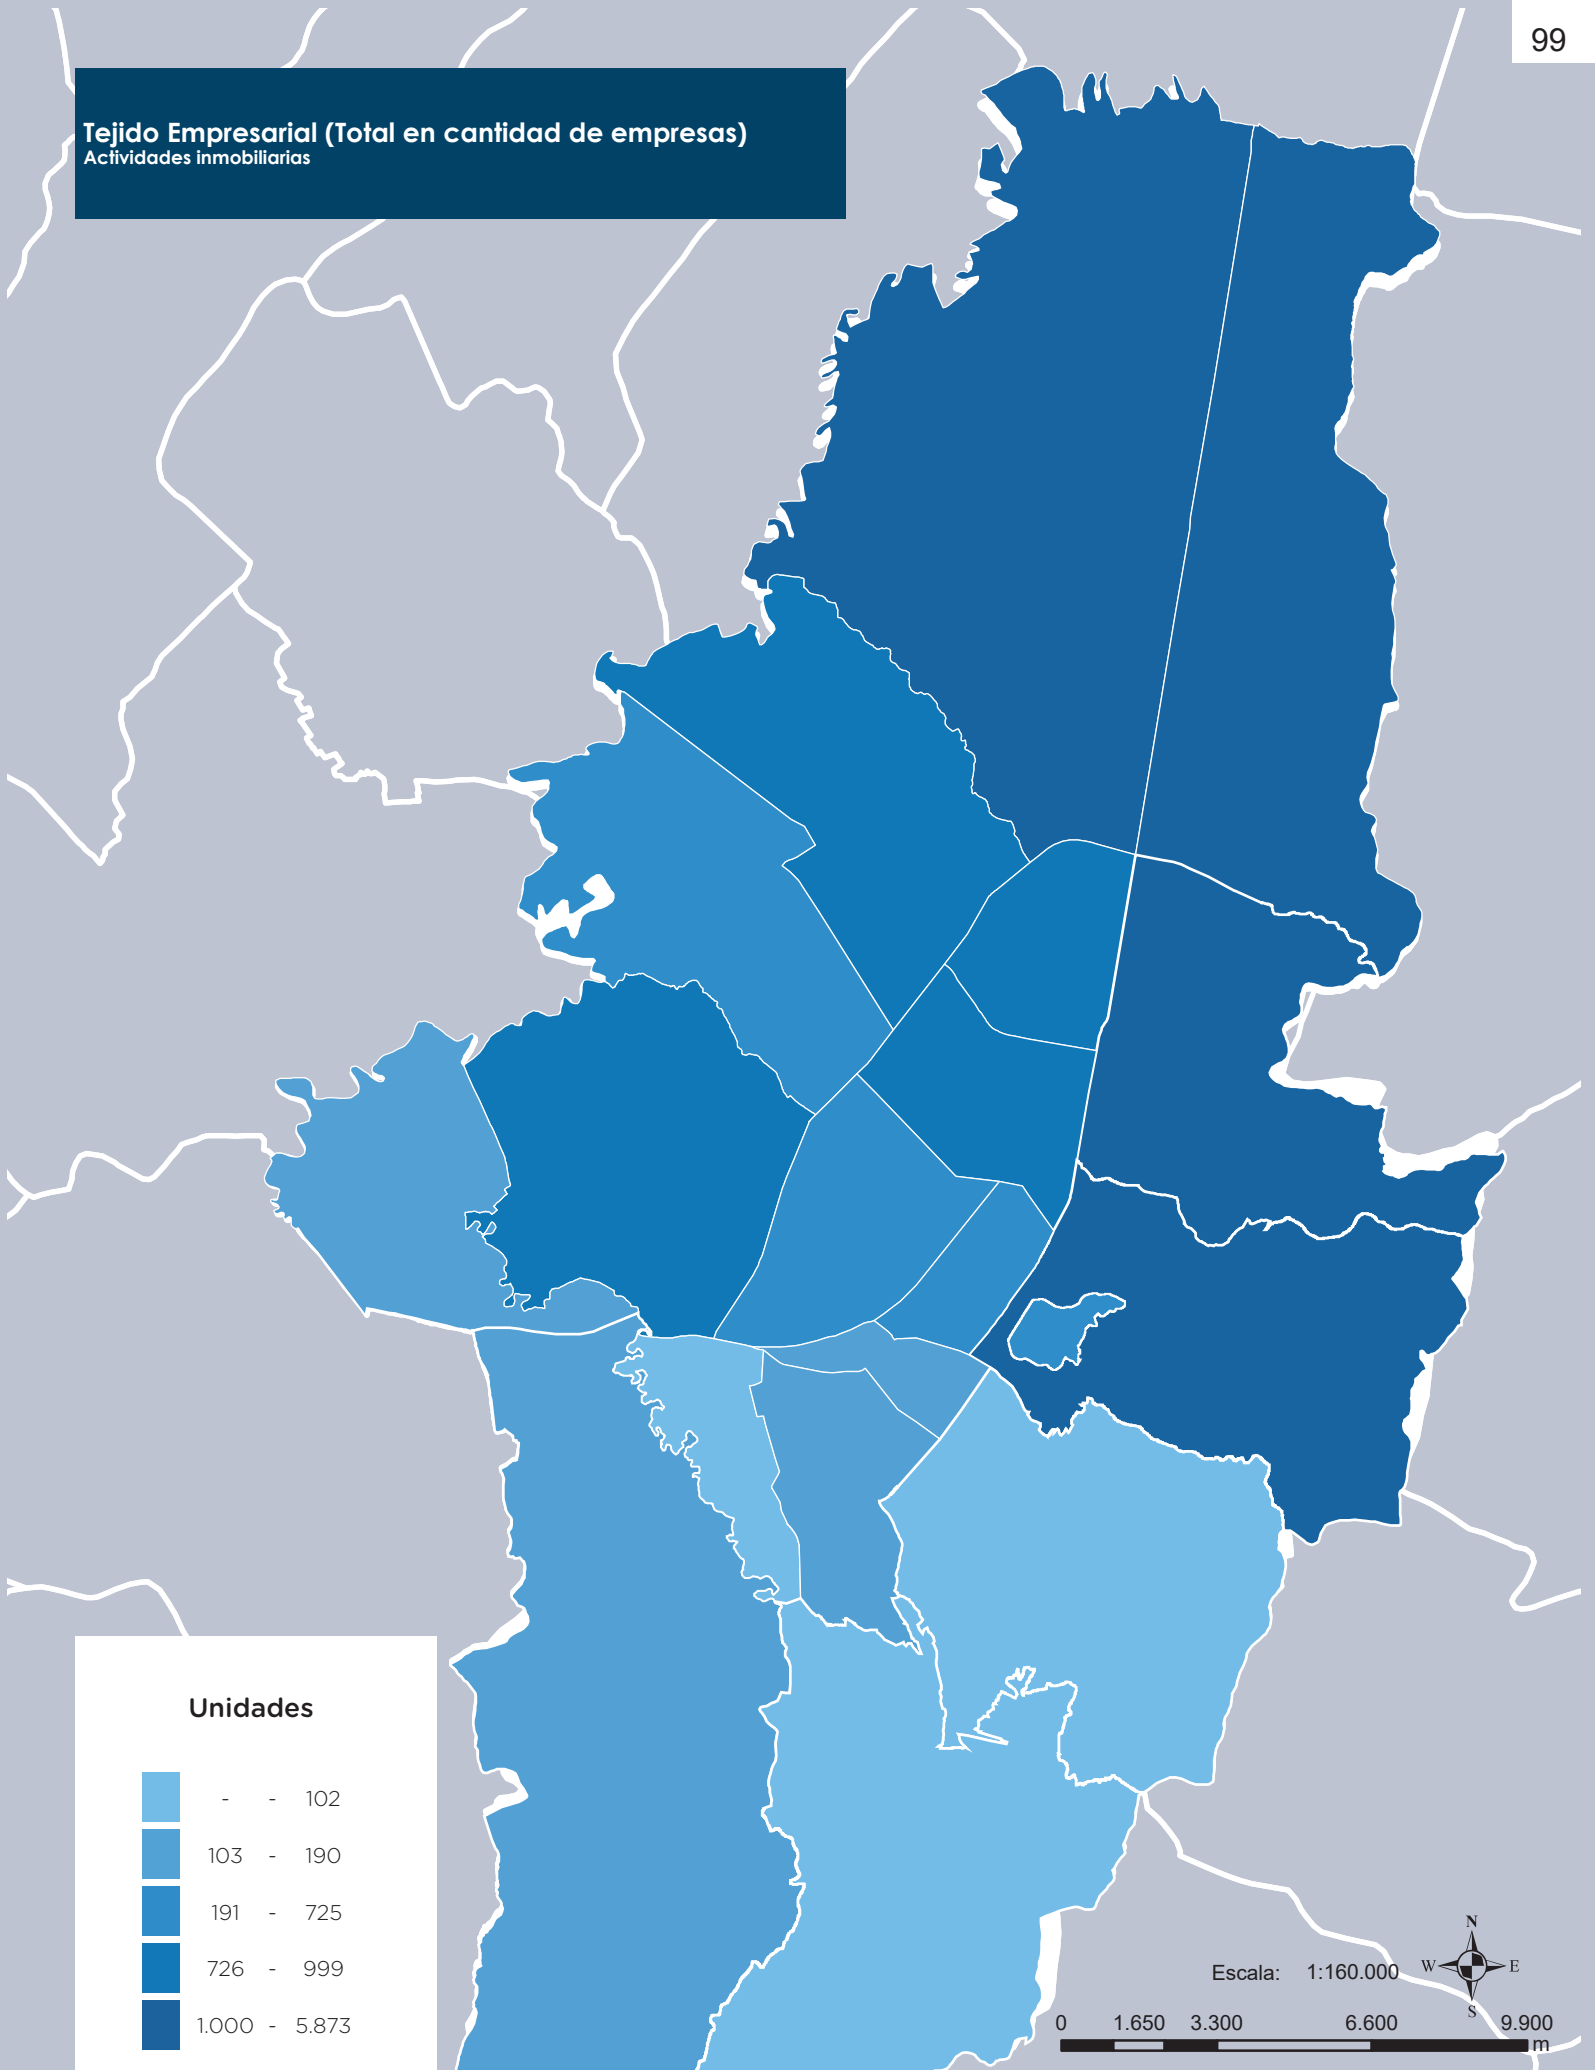 99
Tejido Empresarial (Total en cantidad de empresas)
Actividades inmobiliarias
Unidades
- - 102
103 - 190
191 - 725
726 - 999
1.000 - 5.873
N
W E
S
Escala: 1:160.000
0 1.650 3.300 6.600 9.900
m